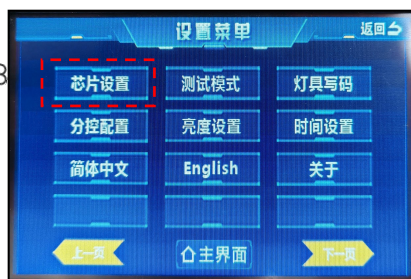 设置菜单
返回
芯片设置 测试模式 灯具写码
分控配置 亮度设置 时间设置
简体中文 English 关于
上一页 主界面 下一页